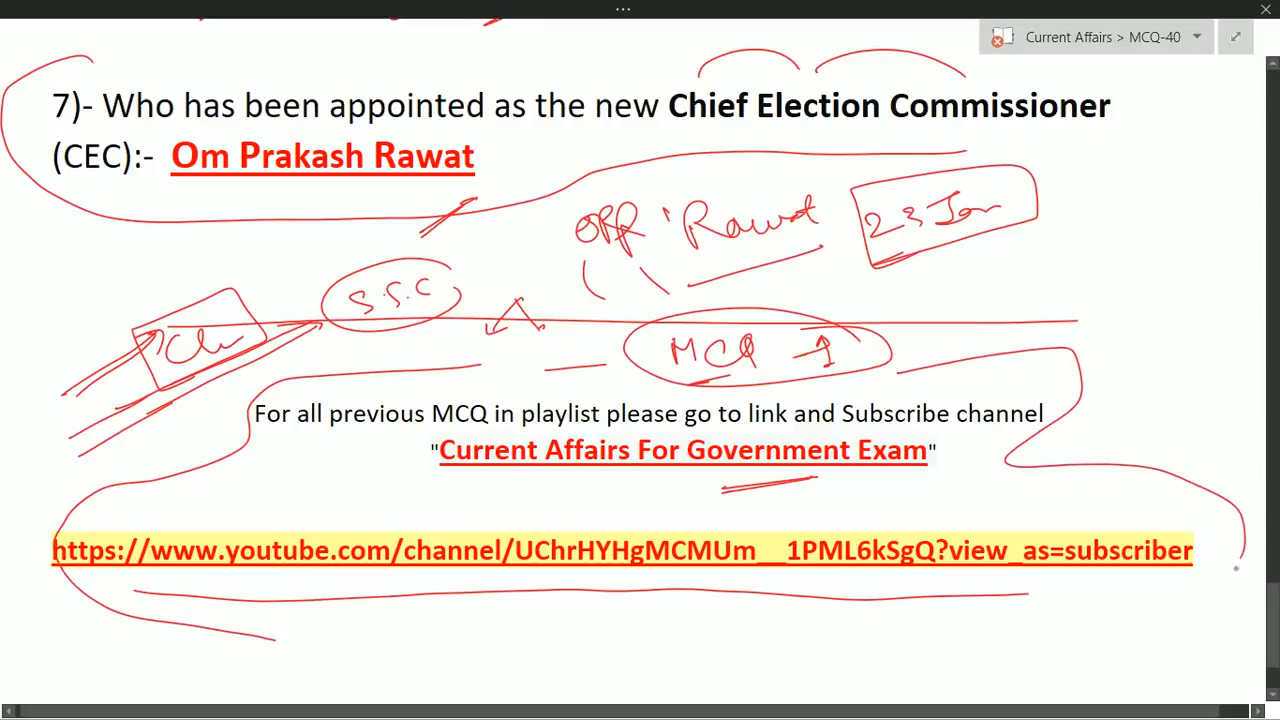 Current Affairs > MCQ-40
7)- Who has been appointed as the new Chief Election Commissioner
(CEC):- Om Prakash Rawat
Rawat 23 Jan
S.S.C
MCQ
For all previous MCQ in playlist please go to link and Subscribe channel
"Current Affairs For Government Exam"
https://www.youtube.com/channel/UChrHYHgMCMUm__1PML6kSgQ?view_as=subscriber